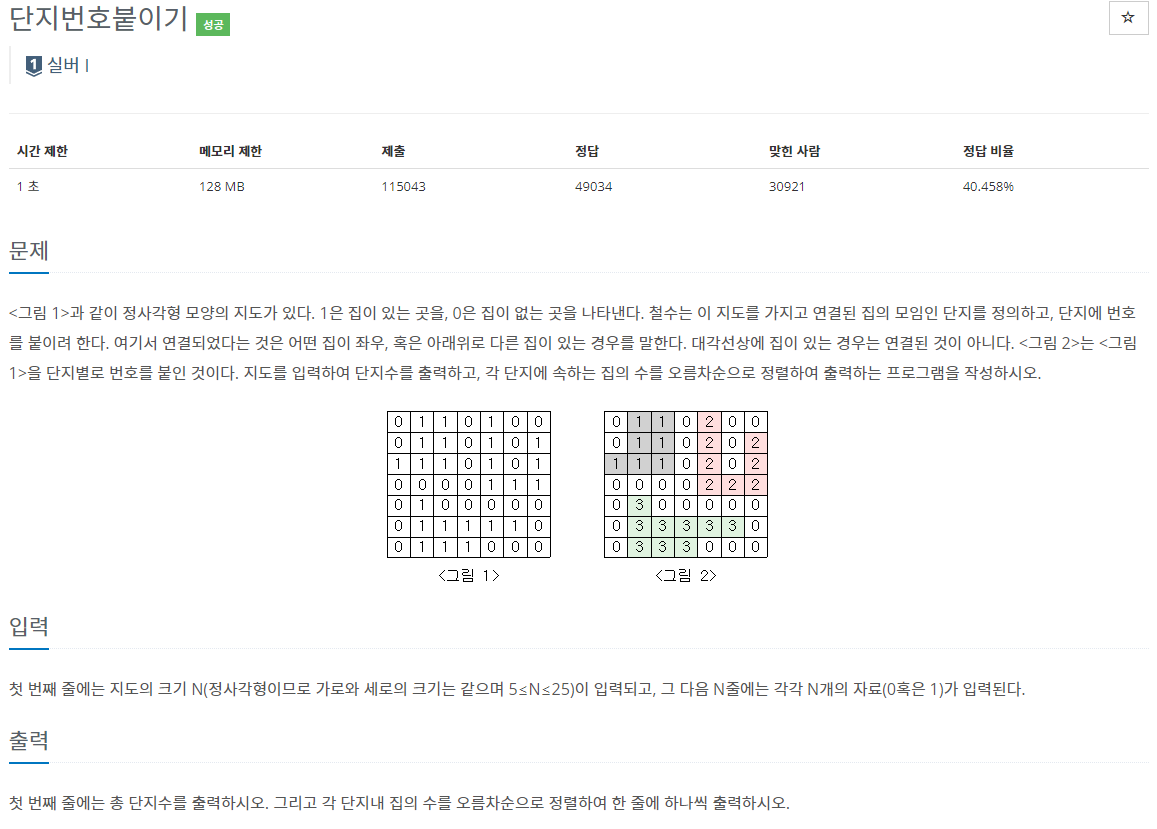 단지번호붙이기 성공
☆
1 실버 I
시간 제한 메모리 제한 제출 정답 맞힌 사람 정답 비율
1 초 128 MB 115043 49034 30921 40.458%
문제
<그림 1>과 같이 정사각형 모양의 지도가 있다. 1은 집이 있는 곳을, 0은 집이 없는 곳을 나타낸다. 철수는 이 지도를 가지고 연결된 집의 모임인 단지를 정의하고, 단지에 번호
를 붙이려 한다. 여기서 연결되었다는 것은 어떤 집이 좌우, 혹은 아래위로 다른 집이 있는 경우를 말한다. 대각선상에 집이 있는 경우는 연결된 것이 아니다. <그림 2>는 <그림
1>을 단지별로 번호를 붙인 것이다. 지도를 입력하여 단지수를 출력하고, 각 단지에 속하는 집의 수를 오름차순으로 정렬하여 출력하는 프로그램을 작성하시오.
0 1 1 0 1 0 0 0 1 1 0 2 0 0
0 1 1 0 1 0 1 0 1 1 0 2 0 2
1 1 1 0 1 0 1 1 1 1 0 2 0 2
0 0 0 0 1 1 1 0 0 0 0 2 2 2
0 1 0 0 0 0 0 0 3 0 0 0 0 0
0 1 1 1 1 1 0 0 3 3 3 3 3 0
0 1 1 1 0 0 0 0 3 3 3 0 0 0
<그림 1> <그림 2>
입력
첫 번째 줄에는 지도의 크기 N(정사각형이므로 가로와 세로의 크기는 같으며 5≤N≤25)이 입력되고, 그 다음 N줄에는 각각 N개의 자료(0혹은 1)가 입력된다.
출력
첫 번째 줄에는 총 단지수를 출력하시오. 그리고 각 단지내 집의 수를 오름차순으로 정렬하여 한 줄에 하나씩 출력하시오.